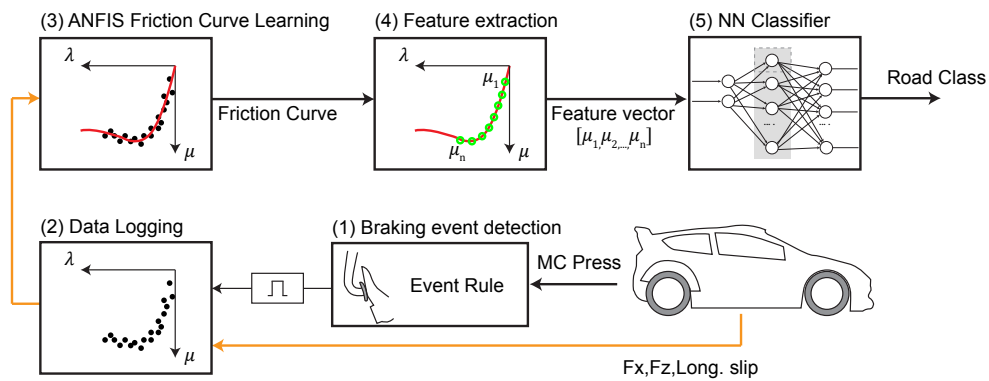 (3) ANFIS Friction Curve Learning
(4) Feature extraction
(5) NN Classifier
λ
μ
Friction Curve
λ
μ₁
μₙ
μ
Feature vector
[μ₁,μ₂,...,μₙ]
... .
... .
Road Class
(2) Data Logging
(1) Braking event detection
λ
μ
Event Rule
MC Press
Fx,Fz,Long. slip